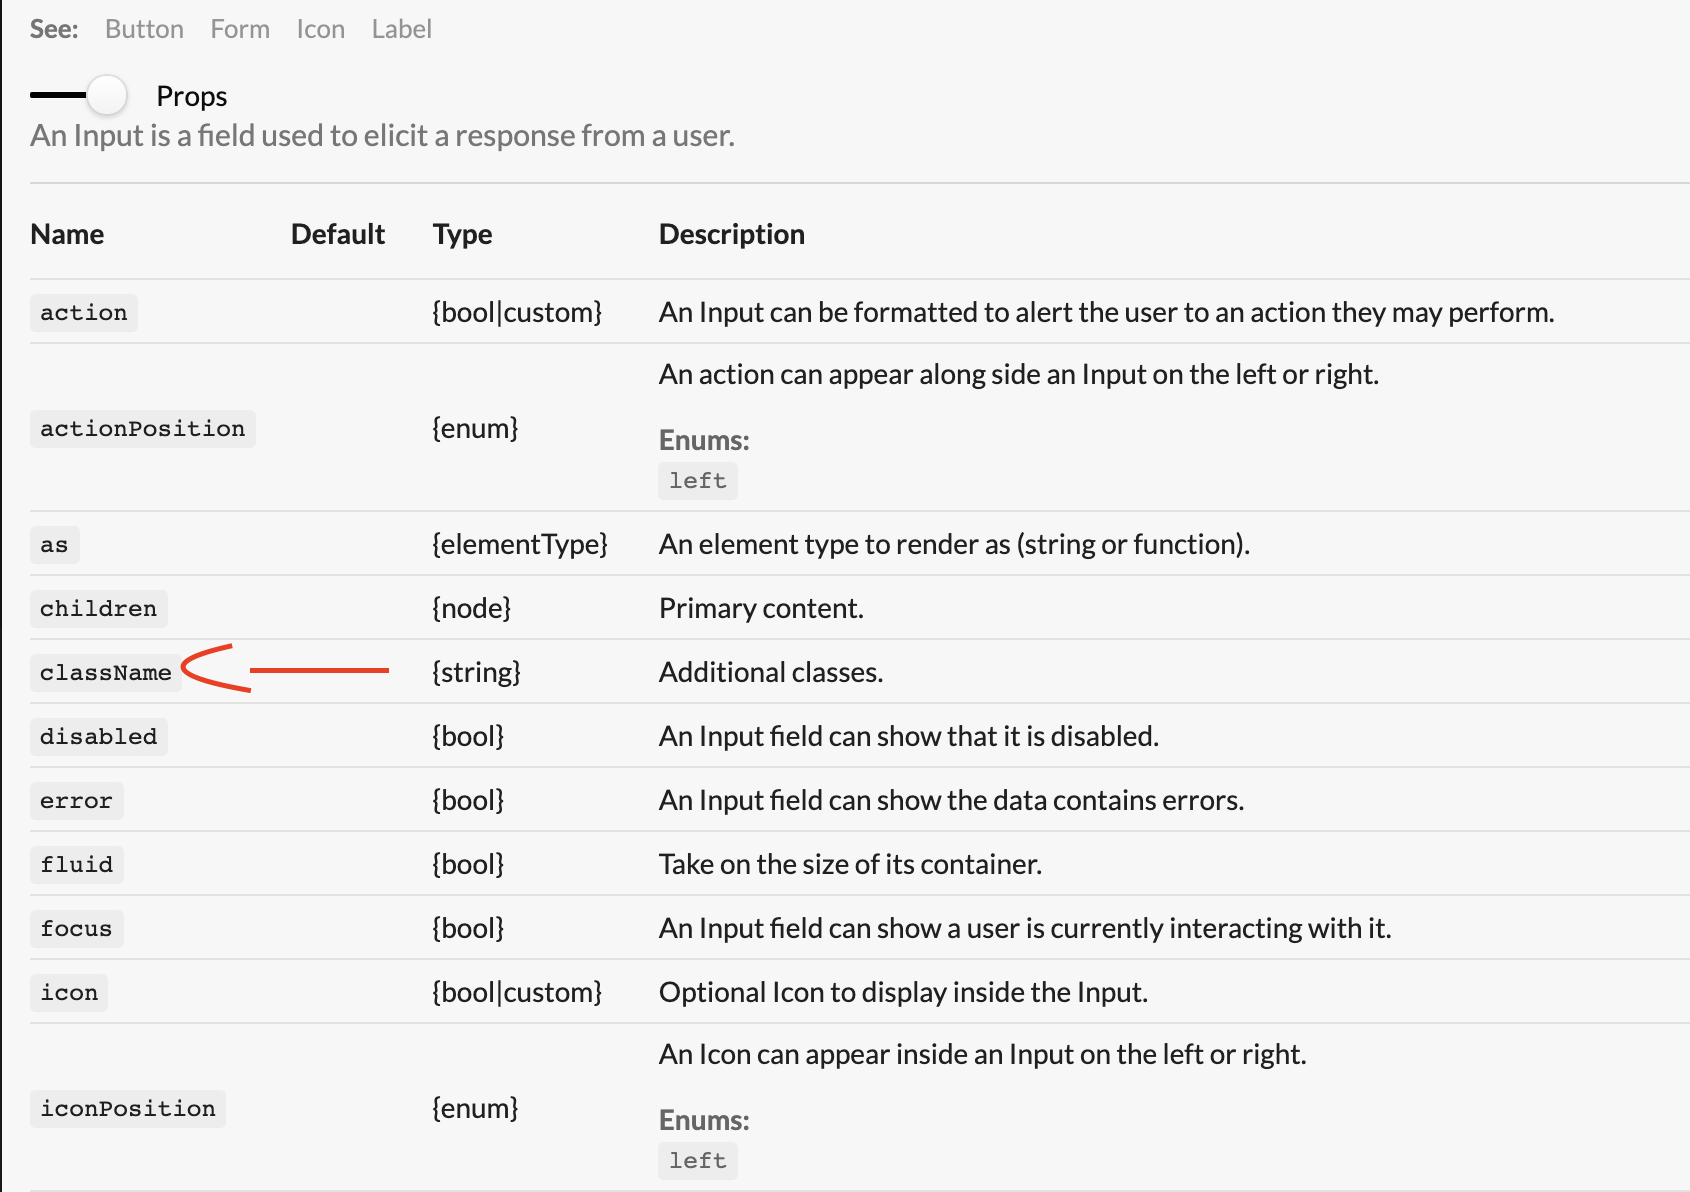 See: Button Form Icon Label
Props
An Input is a field used to elicit a response from a user.
Name Default Type Description
action {bool|custom} An Input can be formatted to alert the user to an action they may perform.
An action can appear along side an Input on the left or right.
actionPosition {enum}
Enums:
left
as {elementType} An element type to render as (string or function).
children {node} Primary content.
className {string} Additional classes.
disabled {bool} An Input field can show that it is disabled.
error {bool} An Input field can show the data contains errors.
fluid {bool} Take on the size of its container.
focus {bool} An Input field can show a user is currently interacting with it.
icon {bool|custom} Optional Icon to display inside the Input.
An Icon can appear inside an Input on the left or right.
iconPosition {enum}
Enums:
left